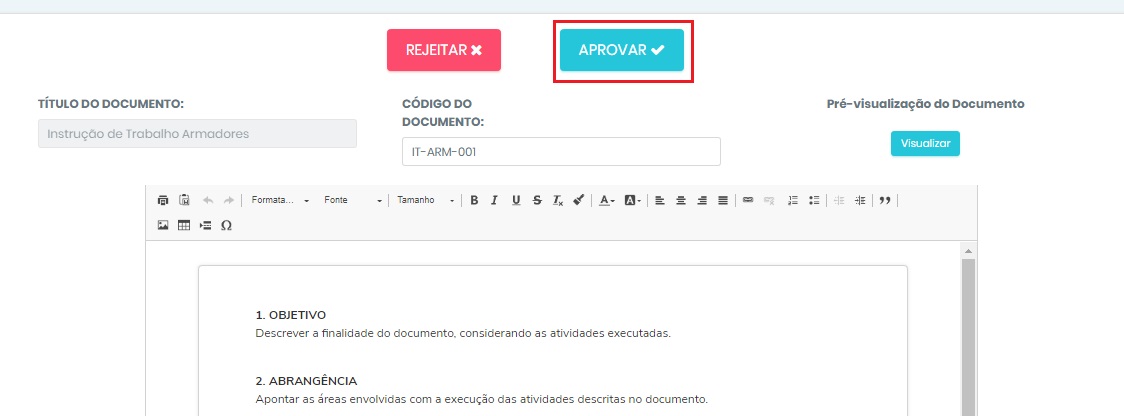 REJEITAR ✖
APROVAR ✔
TÍTULO DO DOCUMENTO:
Instrução de Trabalho Armadores
CÓDIGO DO
DOCUMENTO:
IT-ARM-001
Pré-visualização do Documento
Visualizar
Formata... Fonte Tamanho B I U S Tx A A Ω
1. OBJETIVO
Descrever a finalidade do documento, considerando as atividades executadas.
2. ABRANGÊNCIA
Apontar as áreas envolvidas com a execução das atividades descritas no documento.